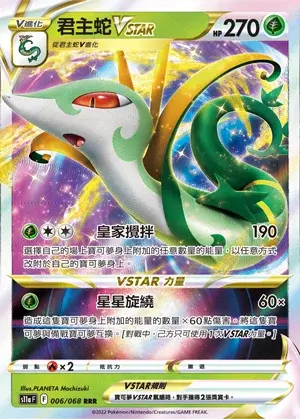 V進化
君主蛇VSTAR
HP 270
從君主蛇V進化
皇家攪拌 190
選擇自己的場上寶可夢身上附加的任意數量的能量，以任意方式
改附於自己的寶可夢身上。
VSTAR 力量
星星旋繞 60×
造成這隻寶可夢身上附加的能量的數量×60點傷害。將這隻寶
可夢與備戰寶可夢互換。[對戰中，己方只可使用1次VSTAR力量。]
弱點 ×2 抵抗力 撤退
Illus. PLANETA Mochizuki
s11a F F 006/068 RRR
VSTAR規則
寶可夢VSTAR【昏厥】時，對手獲得2張獎賞卡。
©2022 Pokémon/Nintendo/Creatures/GAME FREAK.